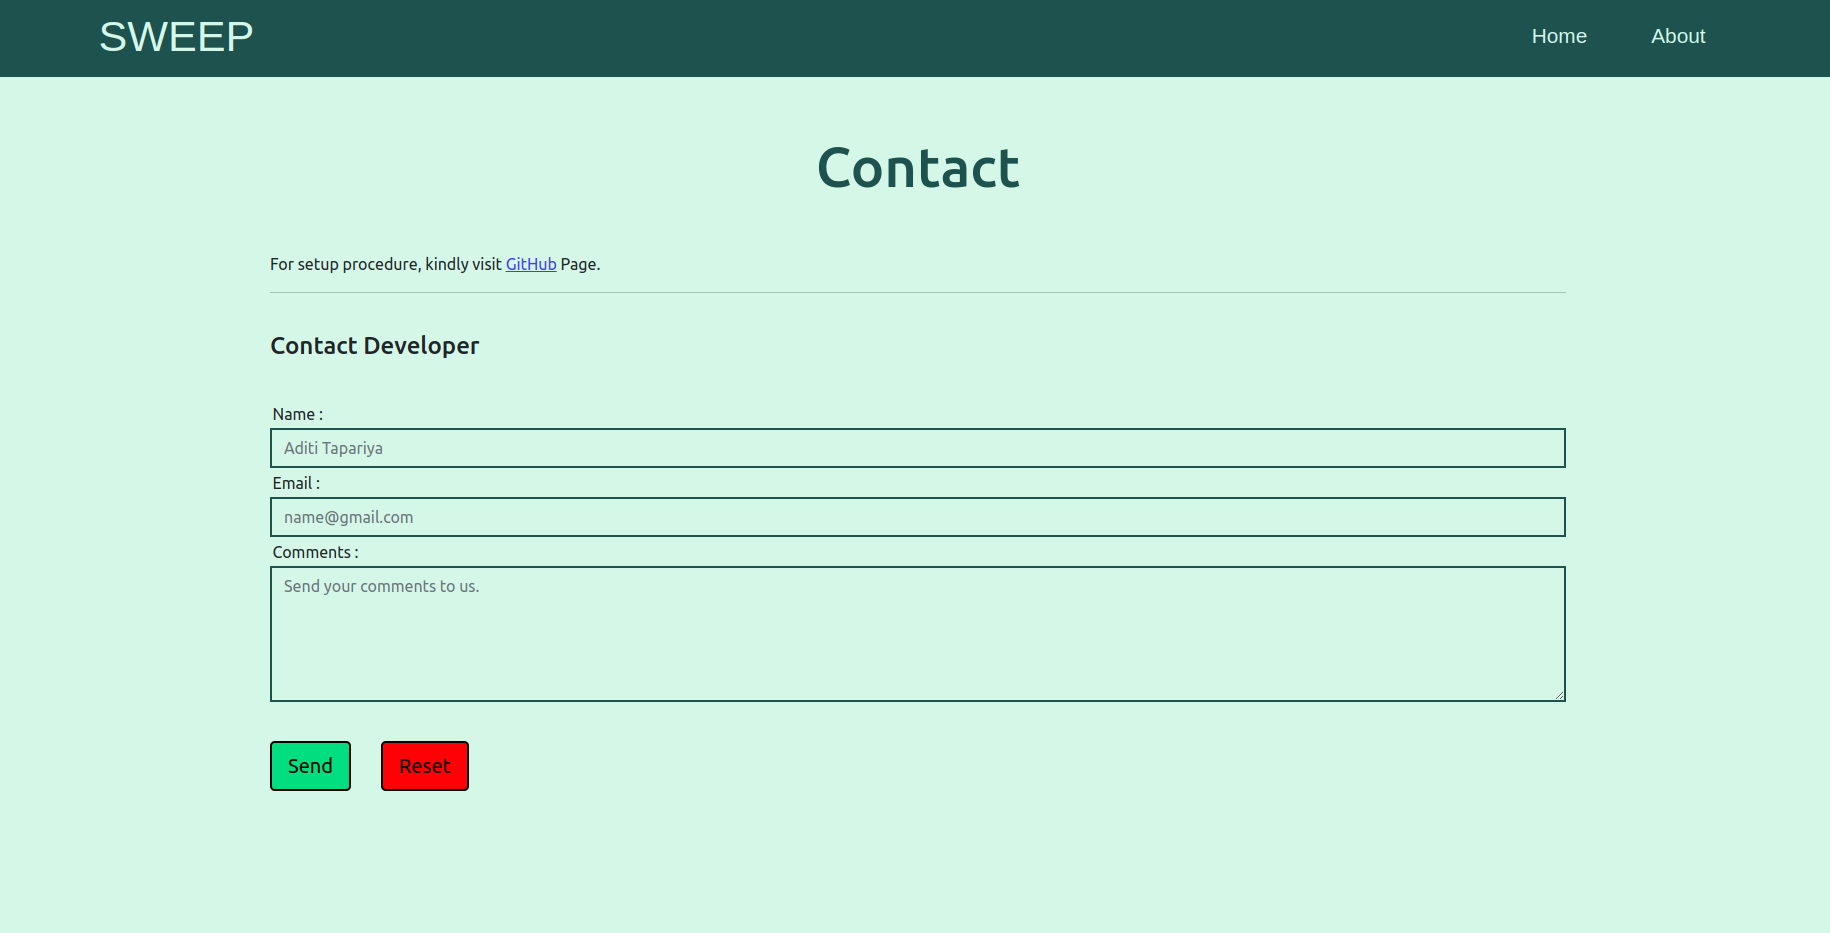 SWEEP Home About
Contact
For setup procedure, kindly visit GitHub Page.
Contact Developer
Name :
Aditi Tapariya
Email :
name@gmail.com
Comments :
Send your comments to us.
Send Reset